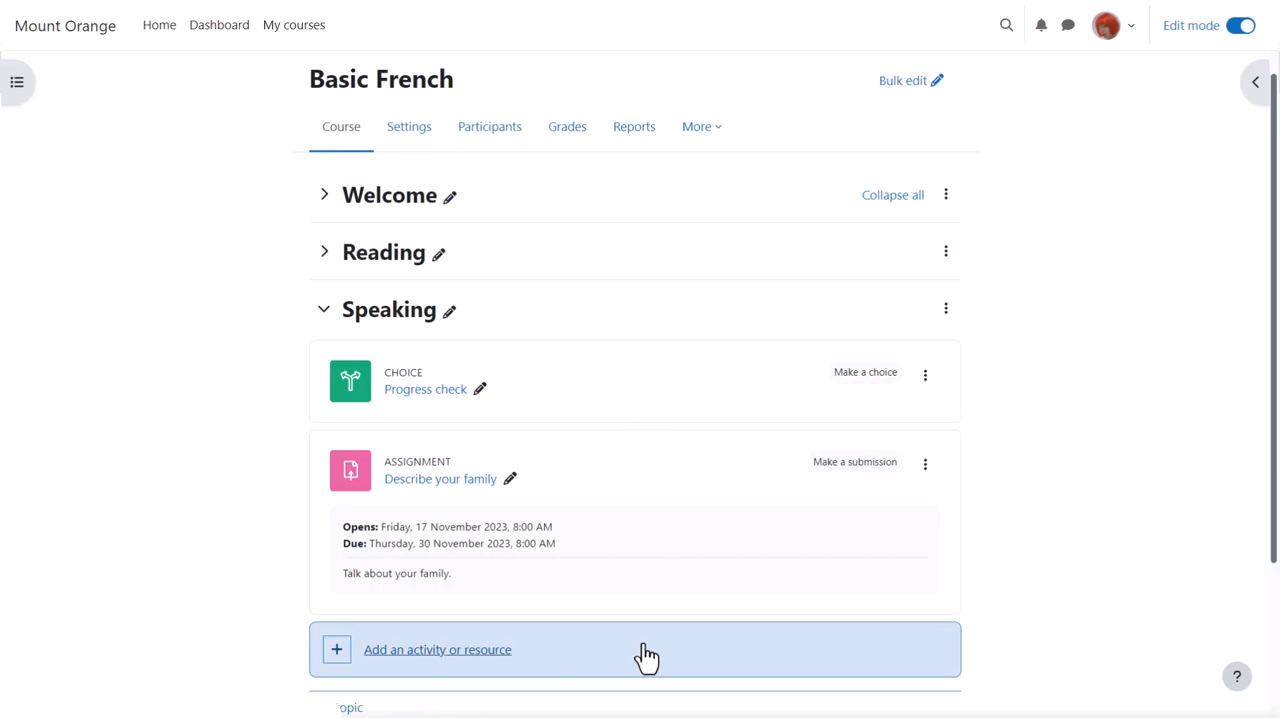 Mount Orange Home Dashboard My courses Edit mode
Basic French
Bulk edit
Course Settings Participants Grades Reports More
Welcome
Collapse all
Reading
Speaking
CHOICE
Progress check
Make a choice
ASSIGNMENT
Describe your family
Make a submission
Opens: Friday, 17 November 2023, 8:00 AM
Due: Thursday, 30 November 2023, 8:00 AM
Talk about your family.
+ Add an activity or resource
opic
?